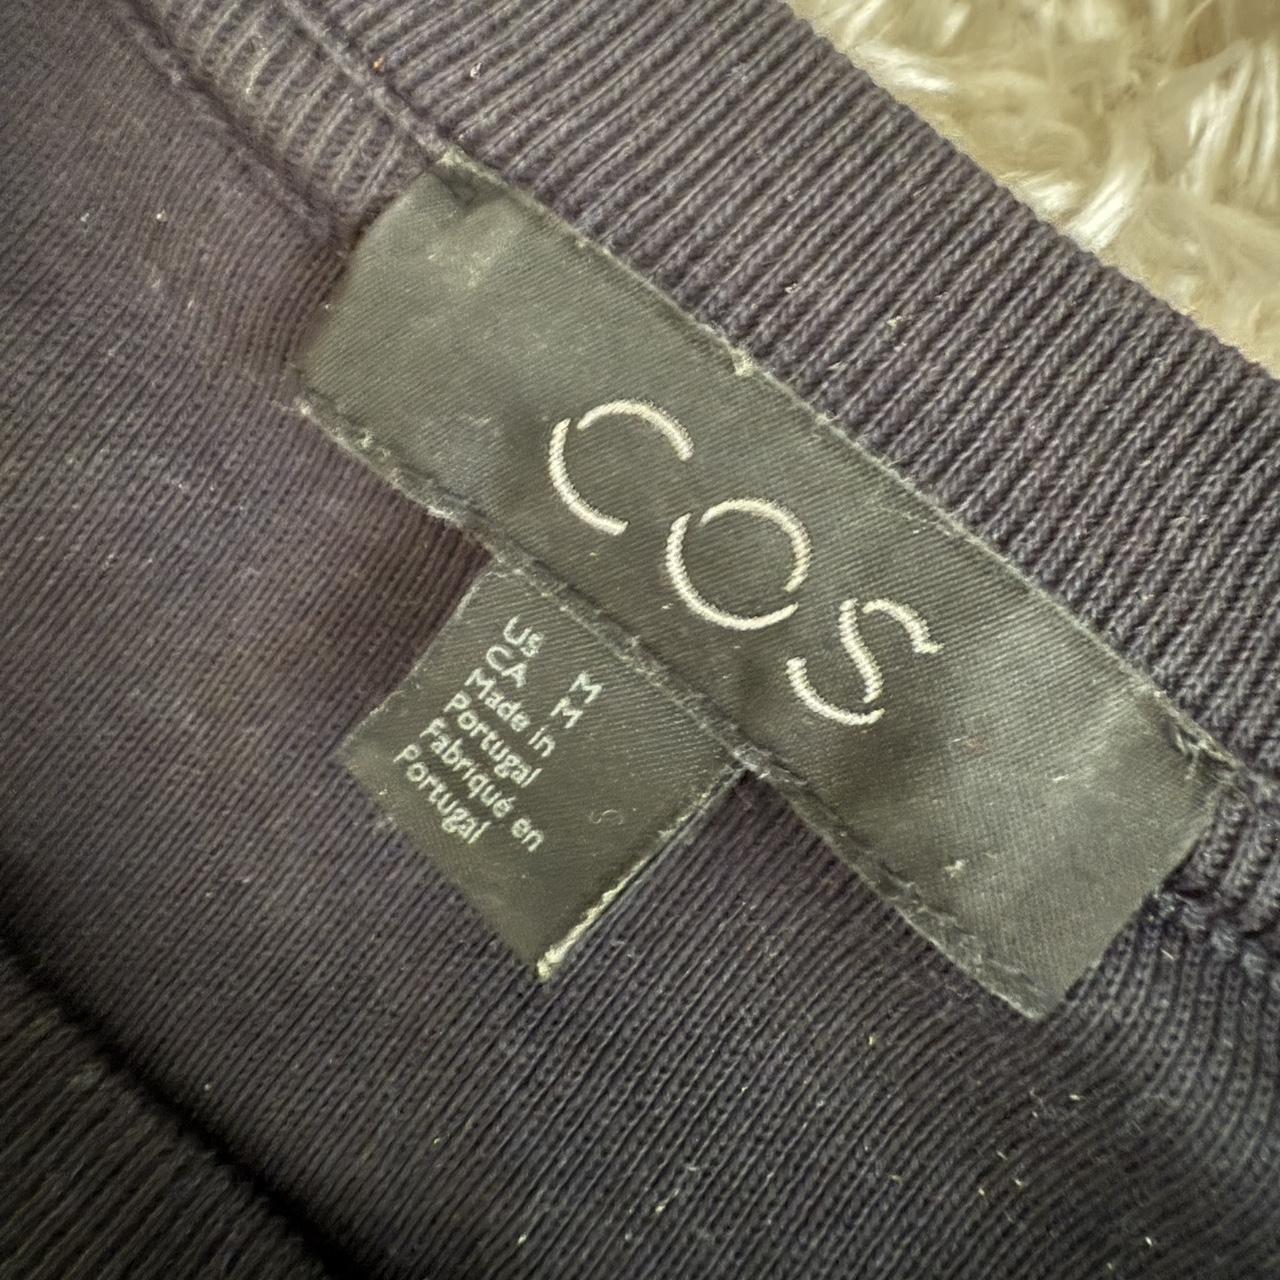 COS
US M
CA M
Made in
Portugal
Fabriqué en
Portugal